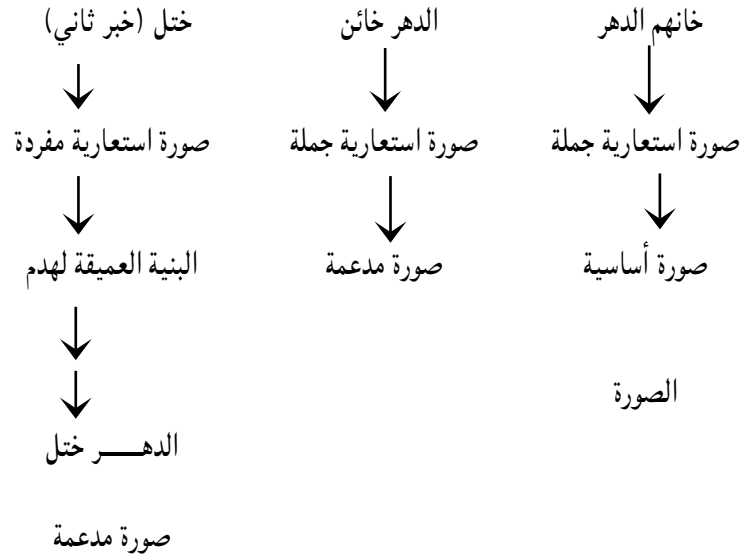 خانهم الدهر
الدهر خائن
ختل (خبر ثاني)
صورة استعارية جملة
صورة استعارية جملة
صورة استعارية مفردة
صورة أساسية
صورة مدعمة
البنية العميقة لهدم
الصورة
الدهـــــر ختل
صورة مدعمة